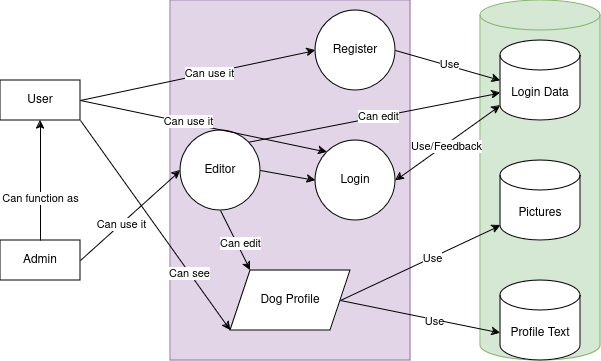 Register
Use
Can use it
User
Login Data
Can edit
Can use it
Use/Feedback
Editor
Login
Can function as
Pictures
Can use it
Can edit
Admin
Use
Can see
Dog Profile
Use
Profile Text